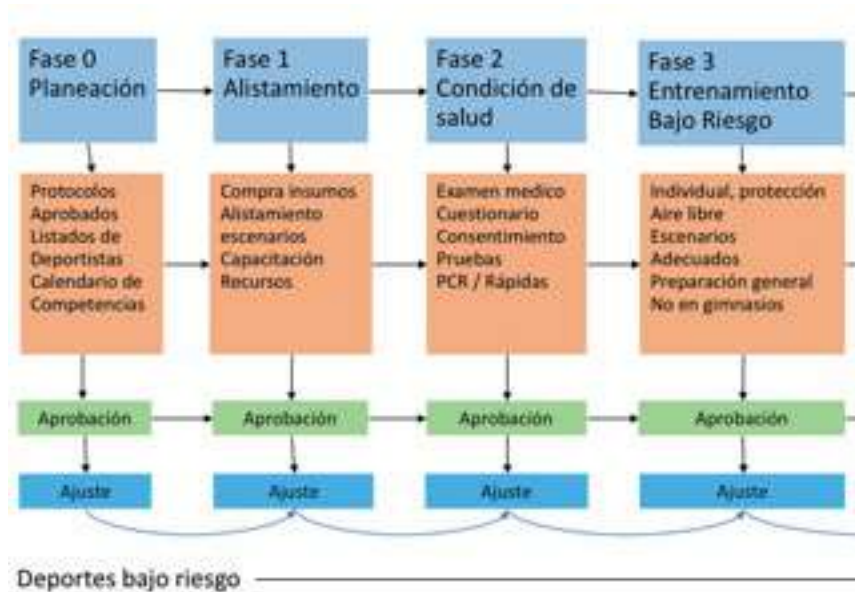 Fase 0
Planeación
Fase 1
Alistamiento
Fase 2
Condición de
salud
Fase 3
Entrenamiento
Bajo Riesgo
Protocolos
Aprobados
Listados de
Deportistas
Calendario de
Competencias
Compra insumos
Alistamiento
escenarios
Capacitación
Recursos
Examen medico
Cuestionario
Consentimiento
Pruebas
PCR / Rápidas
Individual, protección
Aire libre
Escenarios
Adecuados
Preparación general
No en gimnasios
Aprobación
Aprobación
Aprobación
Aprobación
Ajuste
Ajuste
Ajuste
Ajuste
Deportes bajo riesgo